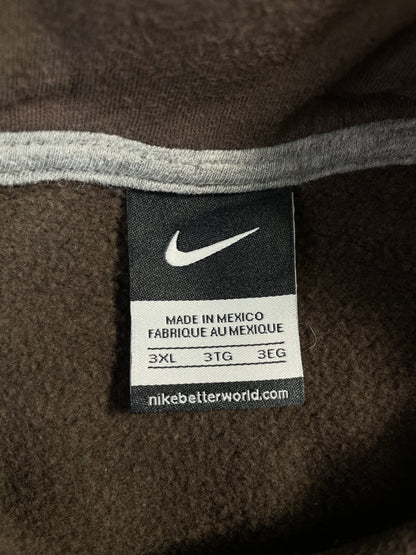 MADE IN MEXICO
FABRIQUE AU MEXIQUE
3XL 3TG 3EG
nikebetterworld.com